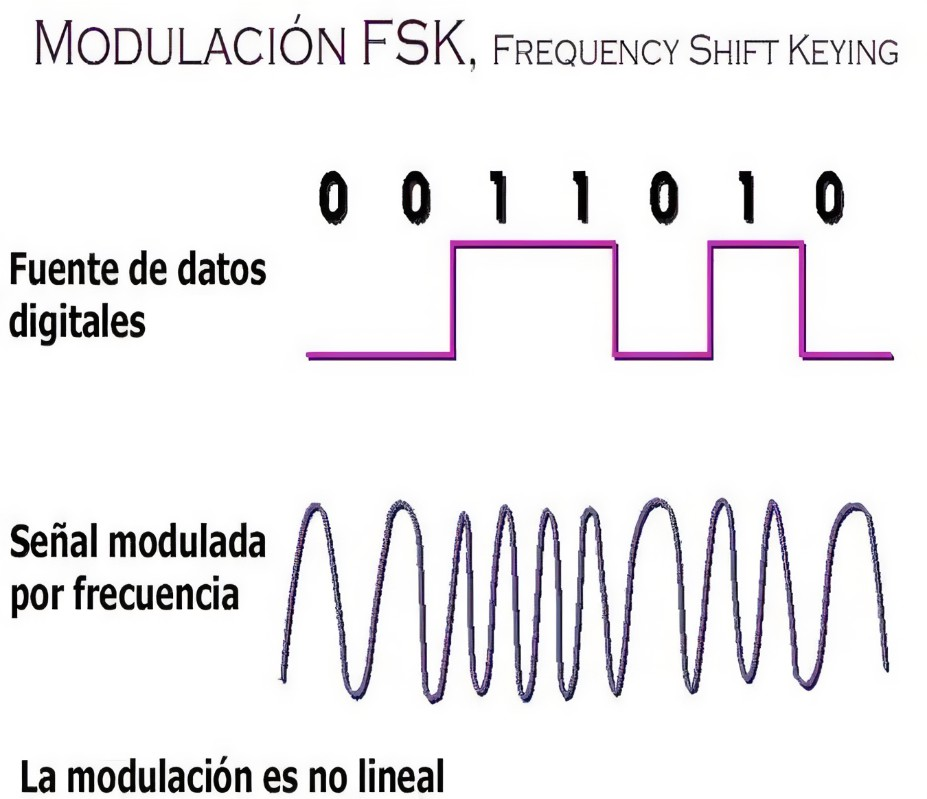 MODULACIÓN FSK, FREQUENCY SHIFT KEYING
0 0 1 1 0 1 0
Fuente de datos
digitales
Señal modulada
por frecuencia
La modulación es no lineal